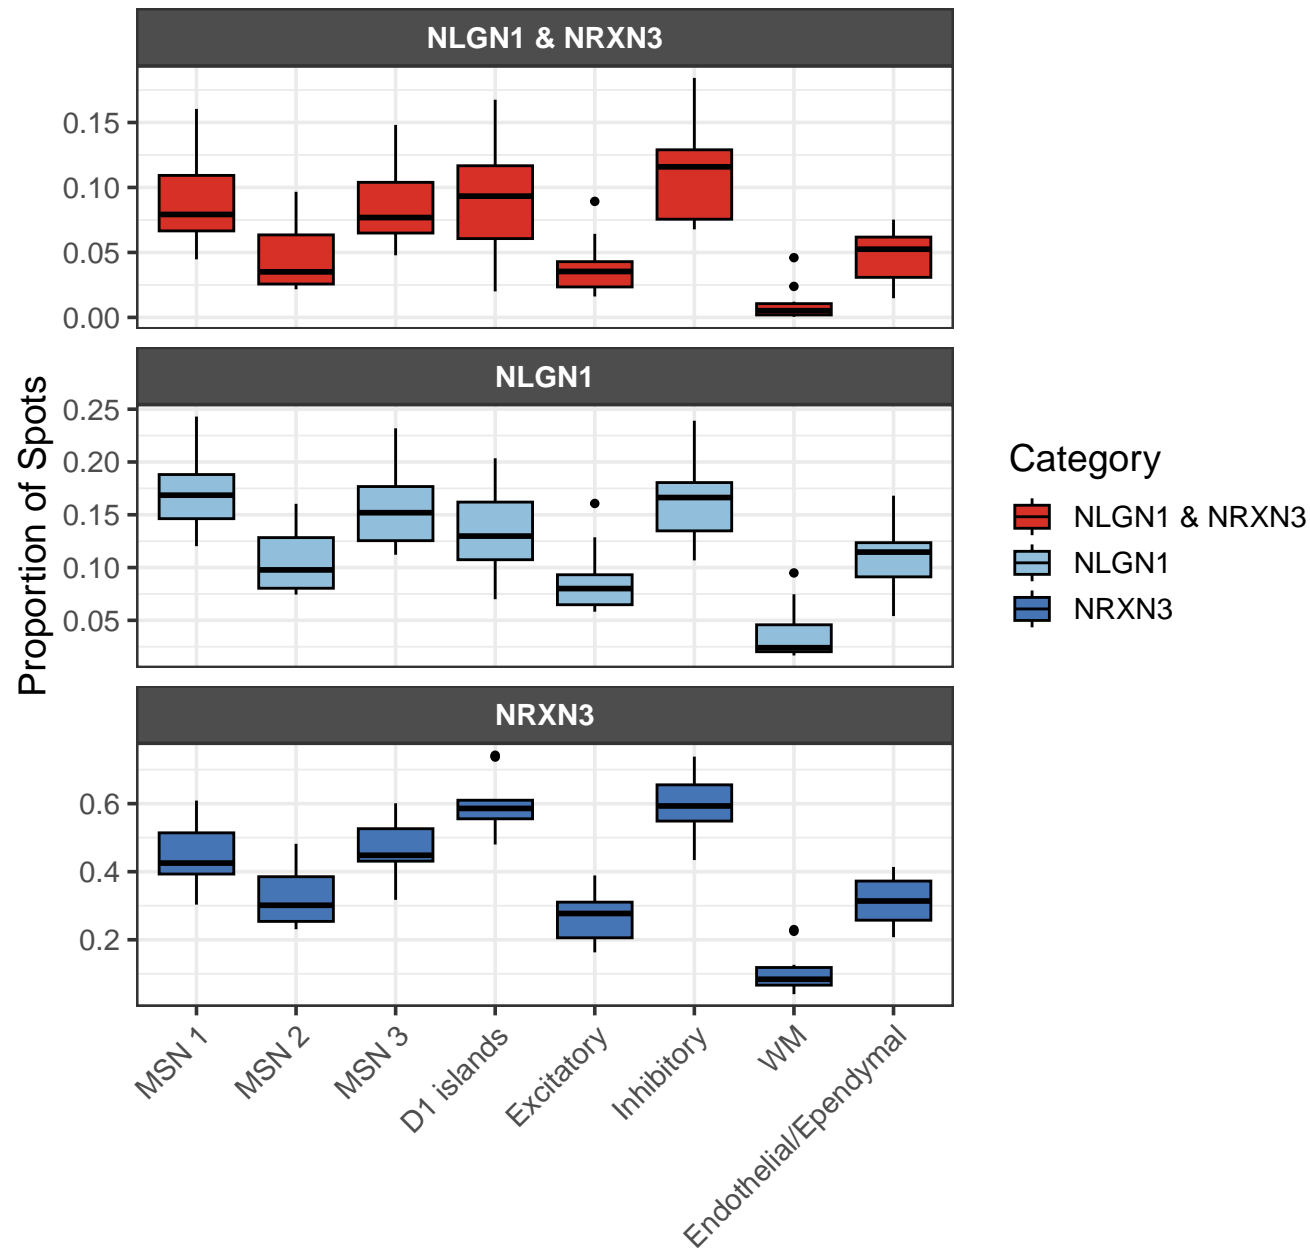 NLGN1 & NRXN3
0.15
0.10
0.05
0.00
NLGN1
0.25
0.20
0.15
0.10
0.05
NRXN3
0.6
0.4
0.2
Proportion of Spots
MSN 1
MSN 2
MSN 3
D1 islands
Excitatory
Inhibitory
WM
Endothelial/Ependymal
Category
NLGN1 & NRXN3
NLGN1
NRXN3